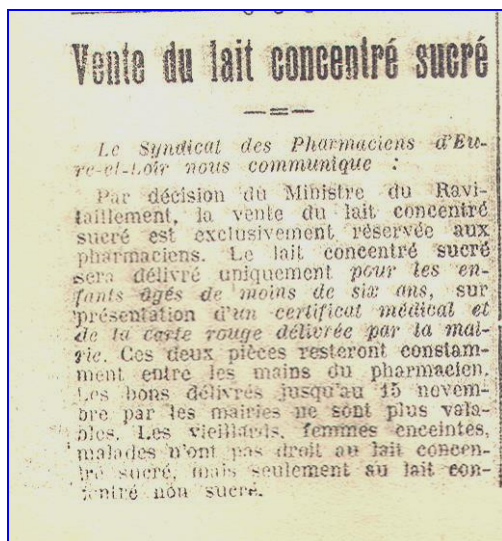 Vente du lait concentré sucré
Le Syndicat des Pharmaciens d'Eu-
re-et-Loir nous communique :
Par décision du Ministre du Ravi-
taillement, la vente du lait concentré
sucré est exclusivement réservée aux
pharmaciens. Le lait concentré sucré
sera délivré uniquement pour les en-
fants âgés de moins de six ans, sur
présentation d'un certificat médical et
de la carte rouge délivrée par la mai-
rie. Ces deux pièces resteront constam-
ment entre les mains du pharmacien.
Les bons délivrés jusqu'au 15 novem-
bre par les mairies ne sont plus vala-
bles. Les vieillards, femmes enceintes,
malades n'ont pas droit au lait concen-
tré sucré, mais seulement au lait con-
centré non sucré.